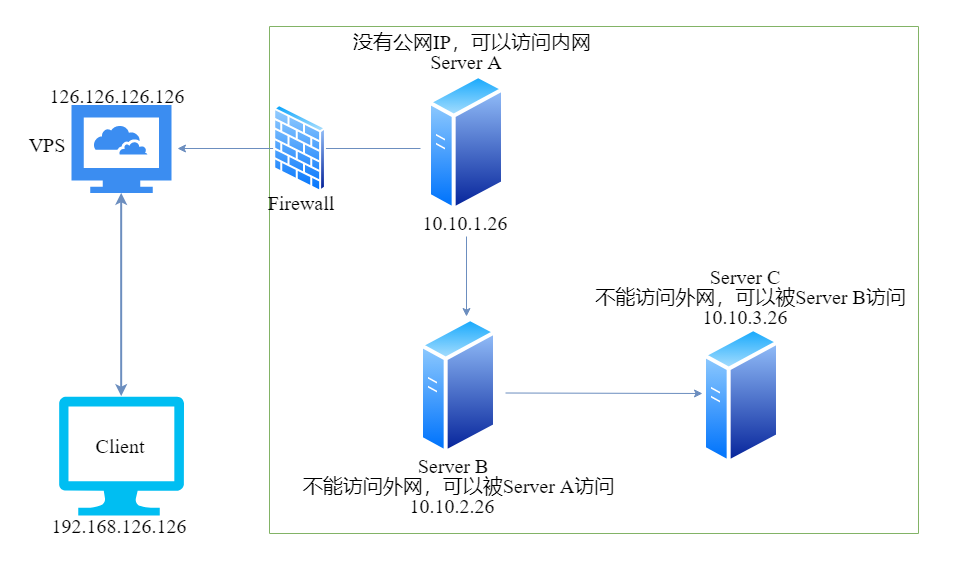 没有公网IP，可以访问内网
Server A
126.126.126.126
VPS
Firewall
10.10.1.26
Server C
不能访问外网，可以被Server B访问
10.10.3.26
Client
Server B
不能访问外网，可以被Server A访问
10.10.2.26
192.168.126.126